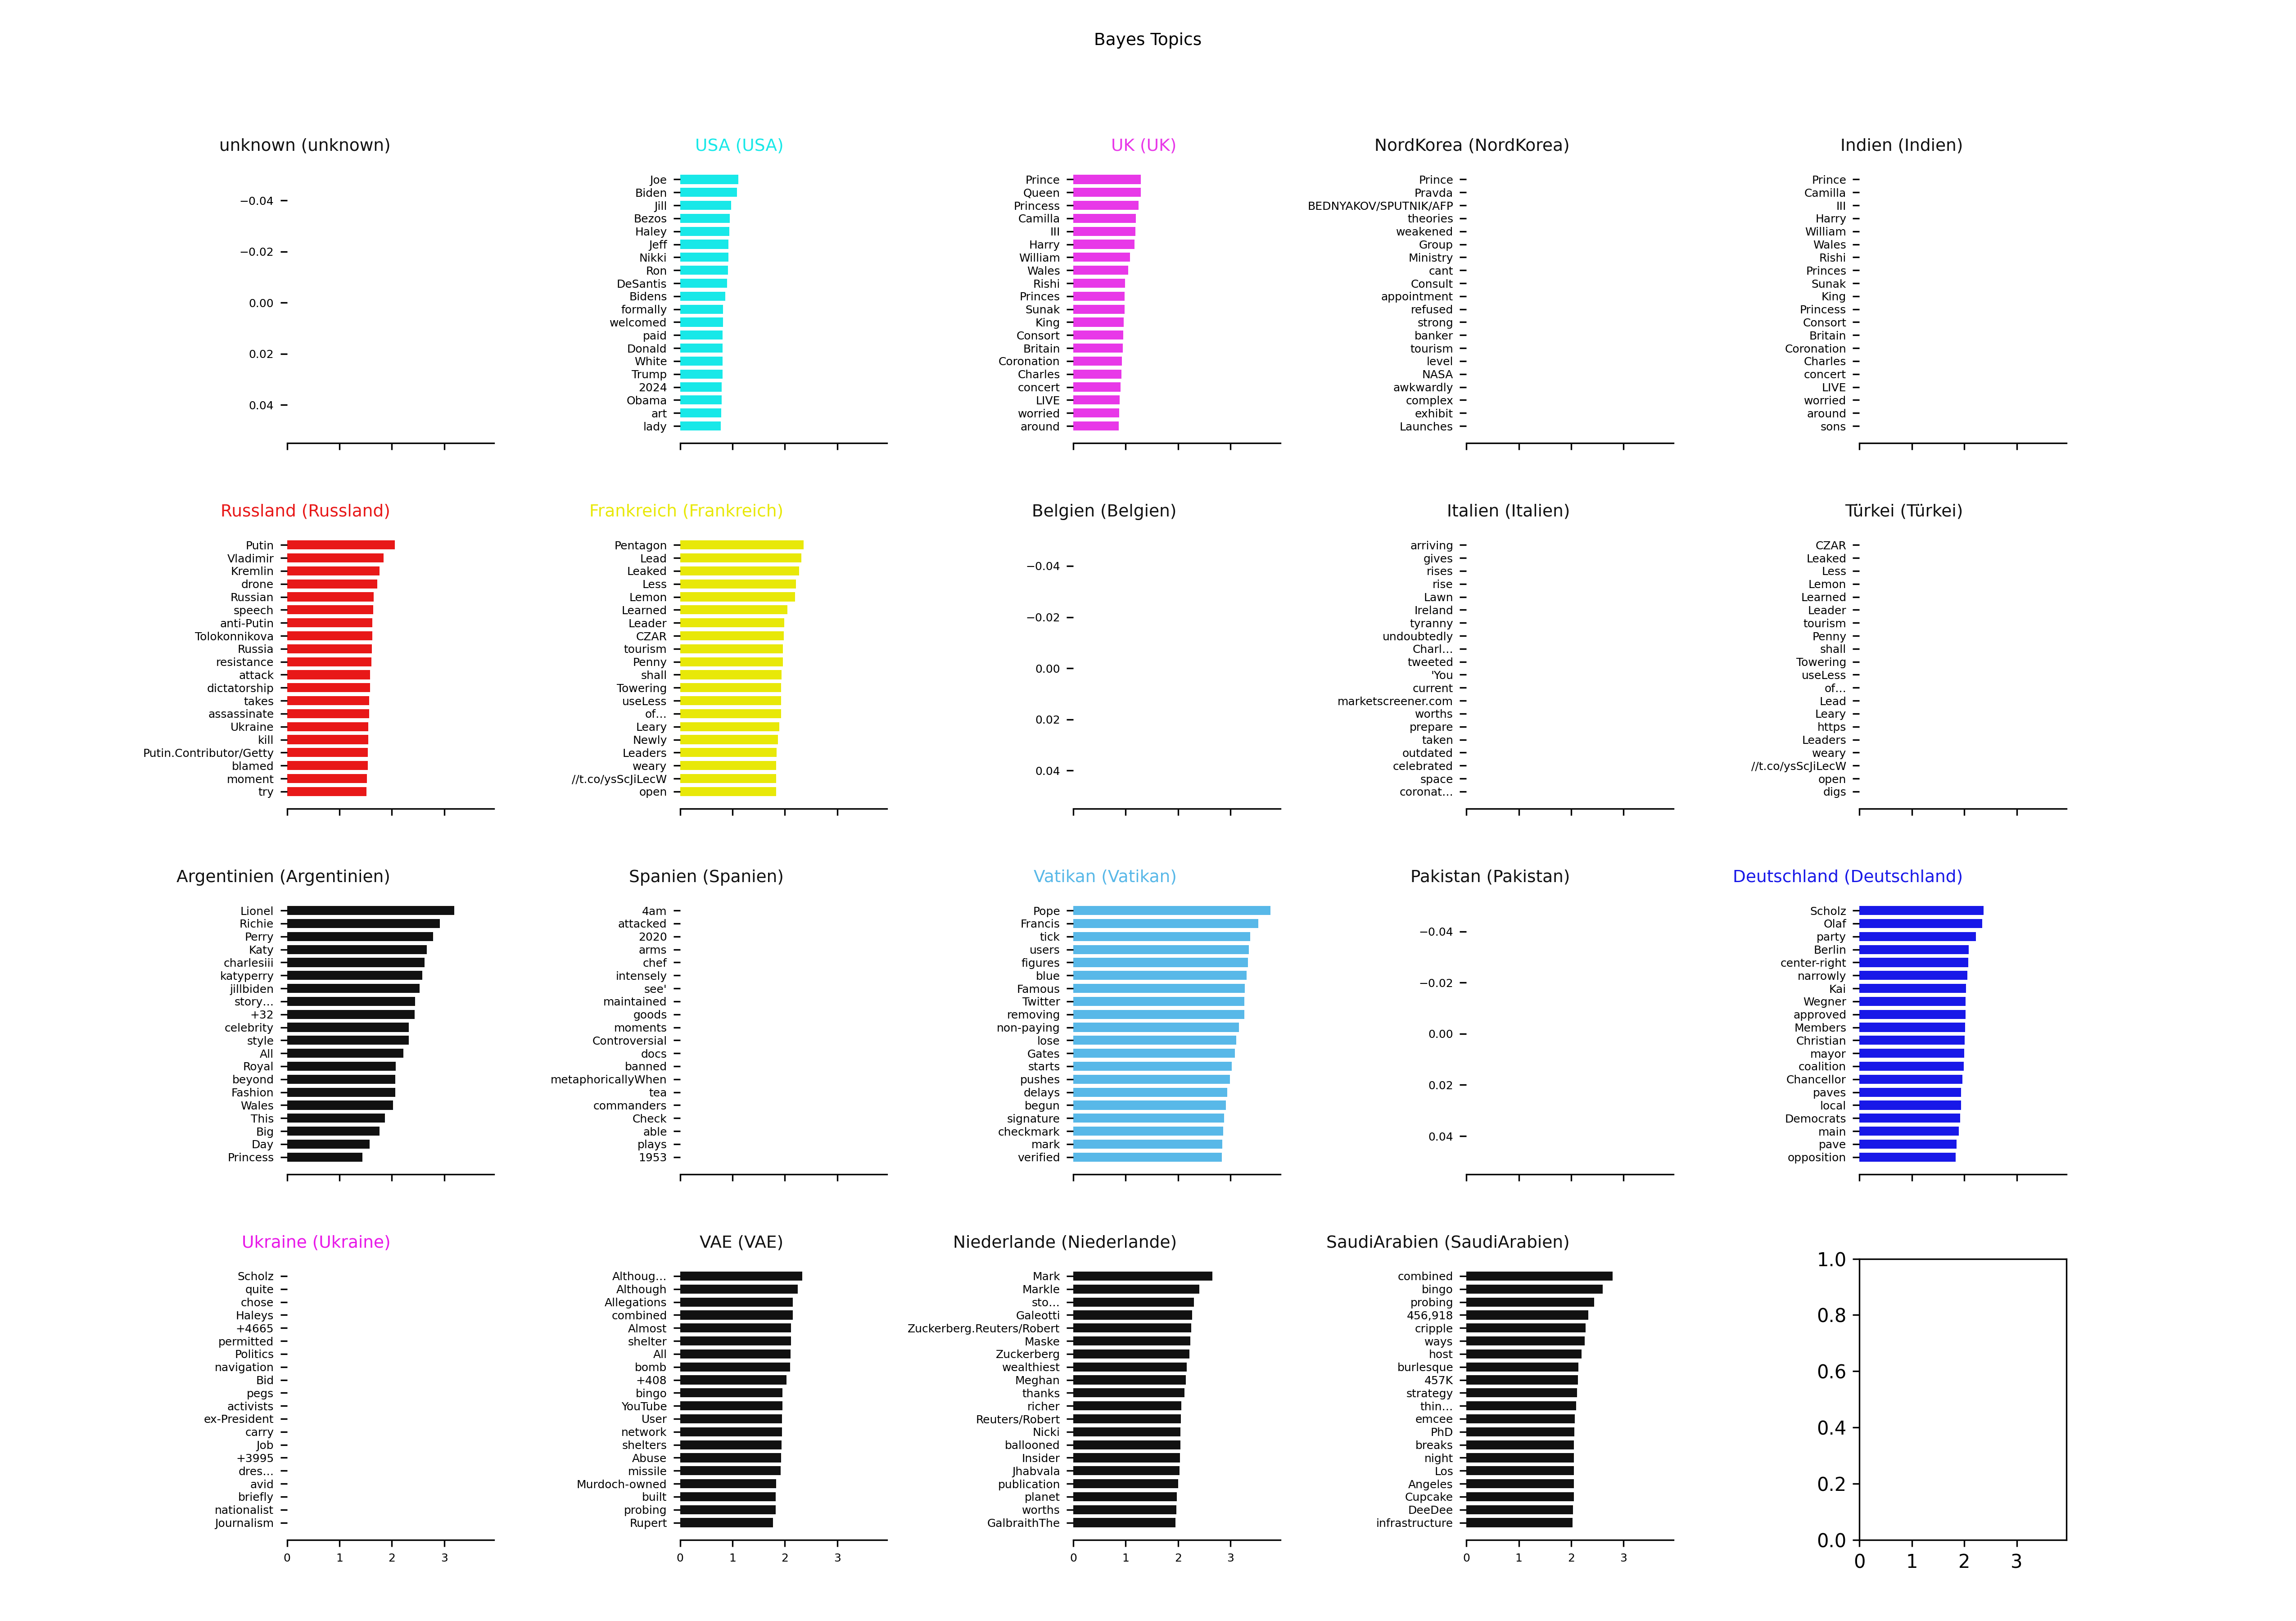 Bayes Topics
unknown (unknown)
−0.04
−0.02
0.00
0.02
0.04
USA (USA)
Joe
Biden
Jill
Bezos
Haley
Jeff
Nikki
Ron
DeSantis
Bidens
formally
welcomed
paid
Donald
White
Trump
2024
Obama
art
lady
UK (UK)
Prince
Queen
Princess
Camilla
III
Harry
William
Wales
Rishi
Princes
Sunak
King
Consort
Britain
Coronation
Charles
concert
LIVE
worried
around
NordKorea (NordKorea)
Prince
Pravda
BEDNYAKOV/SPUTNIK/AFP
theories
weakened
Group
Ministry
cant
Consult
appointment
refused
strong
banker
tourism
level
NASA
awkwardly
complex
exhibit
Launches
Indien (Indien)
Prince
Camilla
III
Harry
William
Wales
Rishi
Princes
Sunak
King
Princess
Consort
Britain
Coronation
Charles
concert
LIVE
worried
around
sons
Russland (Russland)
Putin
Vladimir
Kremlin
drone
Russian
speech
anti-Putin
Tolokonnikova
Russia
resistance
attack
dictatorship
takes
assassinate
Ukraine
kill
Putin.Contributor/Getty
blamed
moment
try
Frankreich (Frankreich)
Pentagon
Lead
Leaked
Less
Lemon
Learned
Leader
CZAR
tourism
Penny
shall
Towering
useLess
of…
Leary
Newly
Leaders
weary
//t.co/ysScJiLecW
open
Belgien (Belgien)
−0.04
−0.02
0.00
0.02
0.04
Italien (Italien)
arriving
gives
rises
rise
Lawn
Ireland
tyranny
undoubtedly
Charl…
tweeted
'You
current
marketscreener.com
worths
prepare
taken
outdated
celebrated
space
coronat…
Türkei (Türkei)
CZAR
Leaked
Less
Lemon
Learned
Leader
tourism
Penny
shall
Towering
useLess
of…
Lead
Leary
https
Leaders
weary
//t.co/ysScJiLecW
open
digs
Argentinien (Argentinien)
Lionel
Richie
Perry
Katy
charlesiii
katyperry
jillbiden
story…
+32
celebrity
style
All
Royal
beyond
Fashion
Wales
This
Big
Day
Princess
Spanien (Spanien)
4am
attacked
2020
arms
chef
intensely
see'
maintained
goods
moments
Controversial
docs
banned
metaphoricallyWhen
tea
commanders
Check
able
plays
1953
Vatikan (Vatikan)
Pope
Francis
tick
users
figures
blue
Famous
Twitter
removing
non-paying
lose
Gates
starts
pushes
delays
begun
signature
checkmark
mark
verified
Pakistan (Pakistan)
−0.04
−0.02
0.00
0.02
0.04
Deutschland (Deutschland)
Scholz
Olaf
party
Berlin
center-right
narrowly
Kai
Wegner
approved
Members
Christian
mayor
coalition
Chancellor
paves
local
Democrats
main
pave
opposition
Ukraine (Ukraine)
Scholz
quite
chose
Haleys
+4665
permitted
Politics
navigation
Bid
pegs
activists
ex-President
carry
Job
+3995
dres…
avid
briefly
nationalist
Journalism
0 1 2 3
VAE (VAE)
Althoug…
Although
Allegations
combined
Almost
shelter
All
bomb
+408
bingo
YouTube
User
network
shelters
Abuse
missile
Murdoch-owned
built
probing
Rupert
0 1 2 3
Niederlande (Niederlande)
Mark
Markle
sto…
Galeotti
Zuckerberg.Reuters/Robert
Maske
Zuckerberg
wealthiest
Meghan
thanks
richer
Reuters/Robert
Nicki
ballooned
Insider
Jhabvala
publication
planet
worths
GalbraithThe
0 1 2 3
SaudiArabien (SaudiArabien)
combined
bingo
probing
456,918
cripple
ways
host
burlesque
457K
strategy
thin…
emcee
PhD
breaks
night
Los
Angeles
Cupcake
DeeDee
infrastructure
0 1 2 3
1.0
0.8
0.6
0.4
0.2
0.0
0 1 2 3